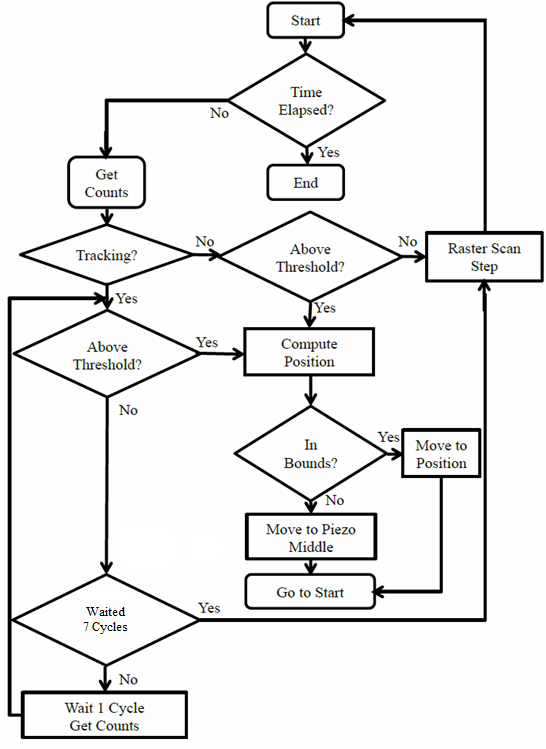 Start
Time
Elapsed?
No
Yes
Get
Counts
End
Tracking?
No
Above
Threshold?
No
Raster Scan
Step
Yes
Yes
Above
Threshold?
Yes
Compute
Position
No
In
Bounds?
Yes
Move to
Position
No
Move to Piezo
Middle
Go to Start
Waited
7 Cycles
Yes
No
Wait 1 Cycle
Get Counts